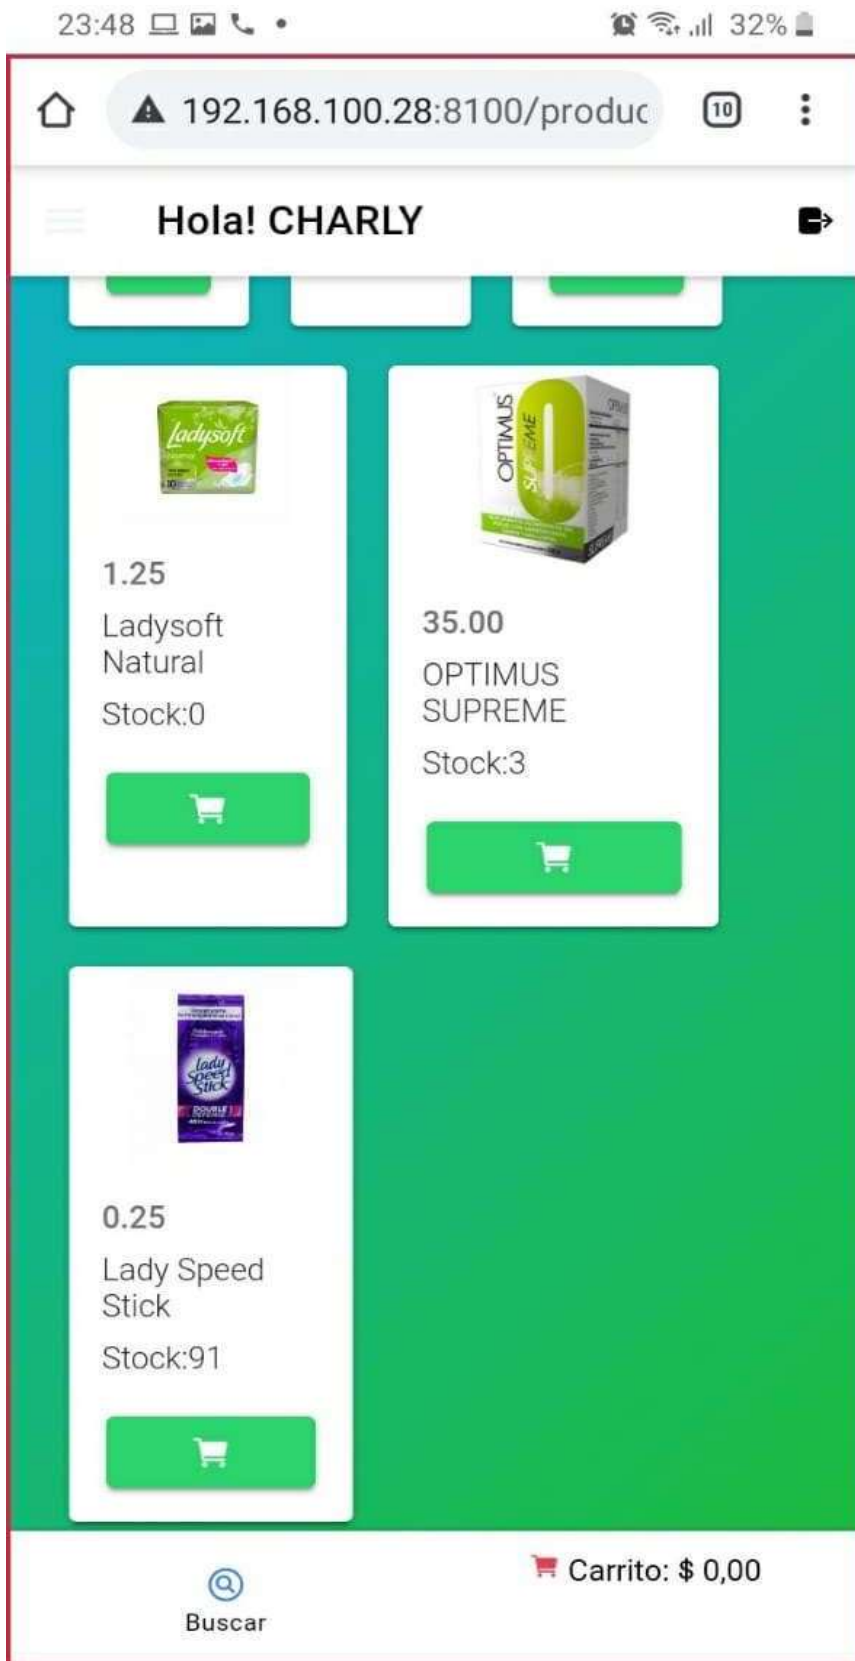 23:48
32%
192.168.100.28:8100/produc
10
Hola! CHARLY
Ladysoft
OPTIMUS
SUPREME
1.25
Ladysoft
Natural
Stock:0
35.00
OPTIMUS
SUPREME
Stock:3
Lady
Speed
Stick
DOUBLE
DEFENSE
0.25
Lady Speed
Stick
Stock:91
Buscar
Carrito: $ 0,00